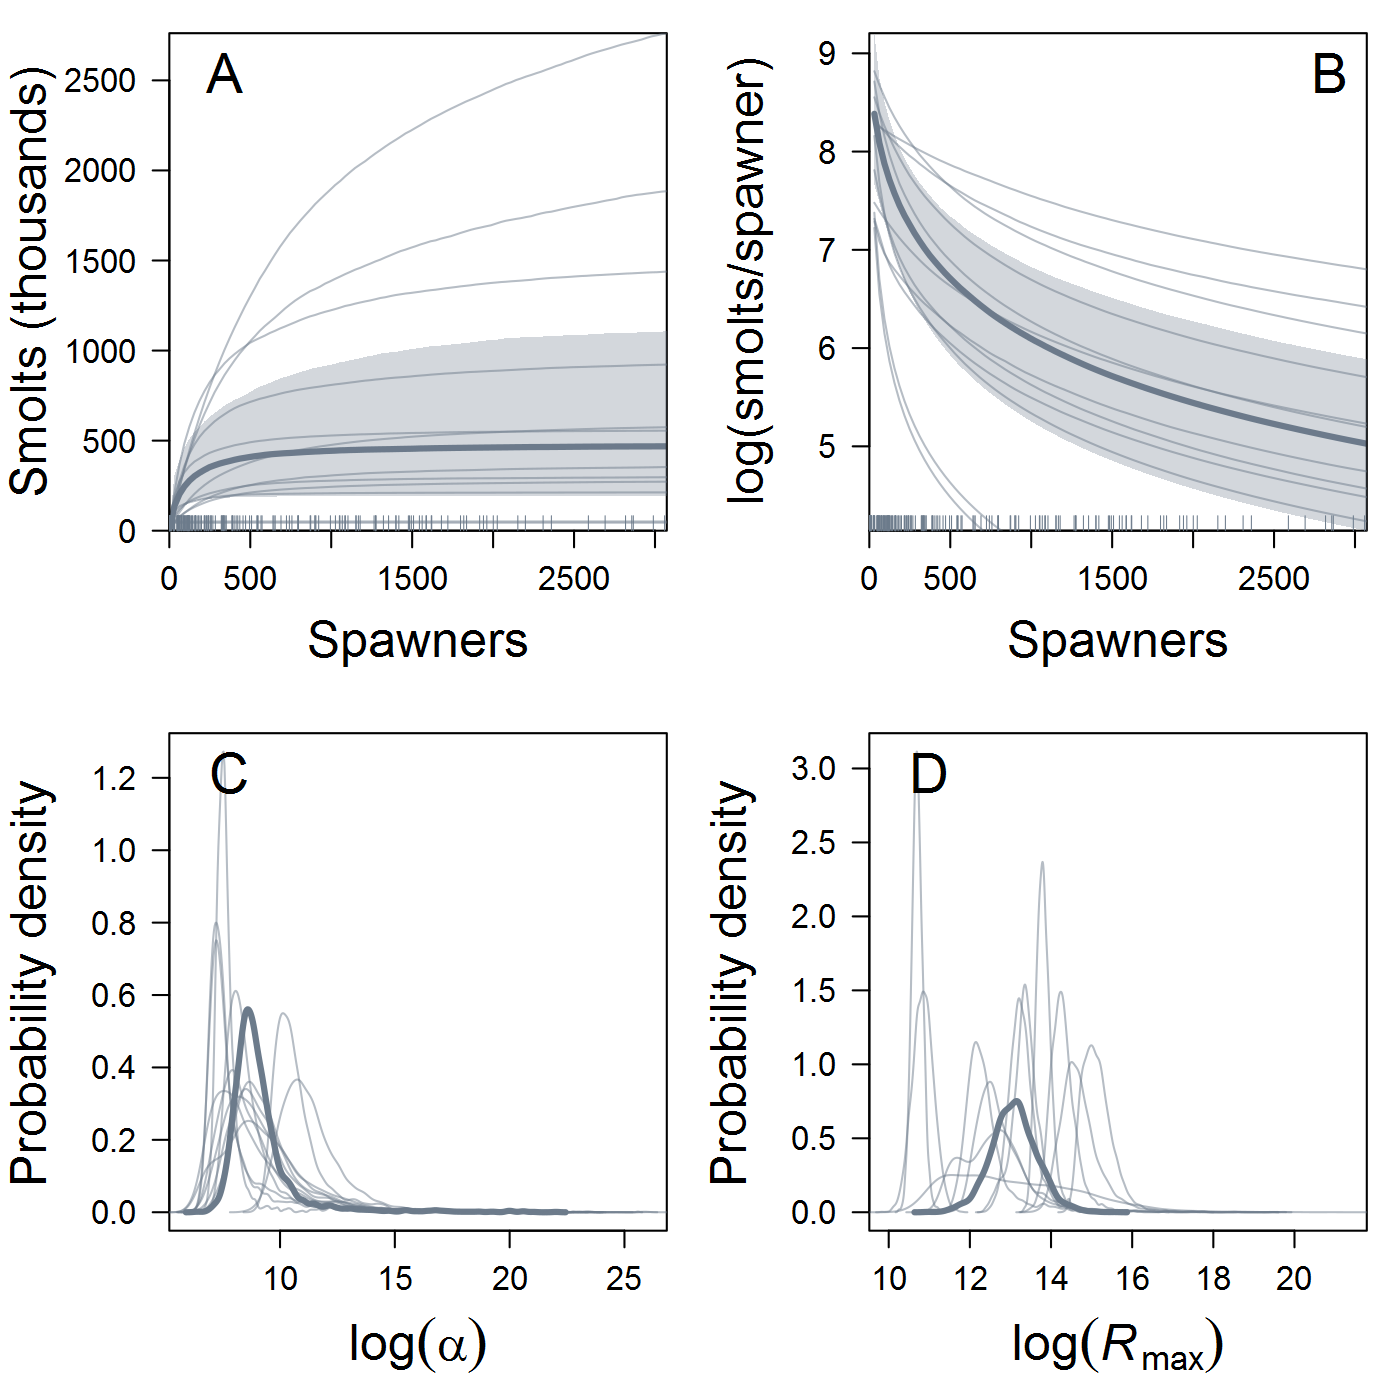 A
Smolts (thousands)
2500
2000
1500
1000
500
0
0 500 1500 2500
Spawners
B
log(smolts/spawner)
9
8
7
6
5
0 500 1500 2500
Spawners
C
Probability density
1.2
1.0
0.8
0.6
0.4
0.2
0.0
10 15 20 25
log(α)
D
Probability density
3.0
2.5
2.0
1.5
1.0
0.5
0.0
10 12 14 16 18 20
log(Rmax)